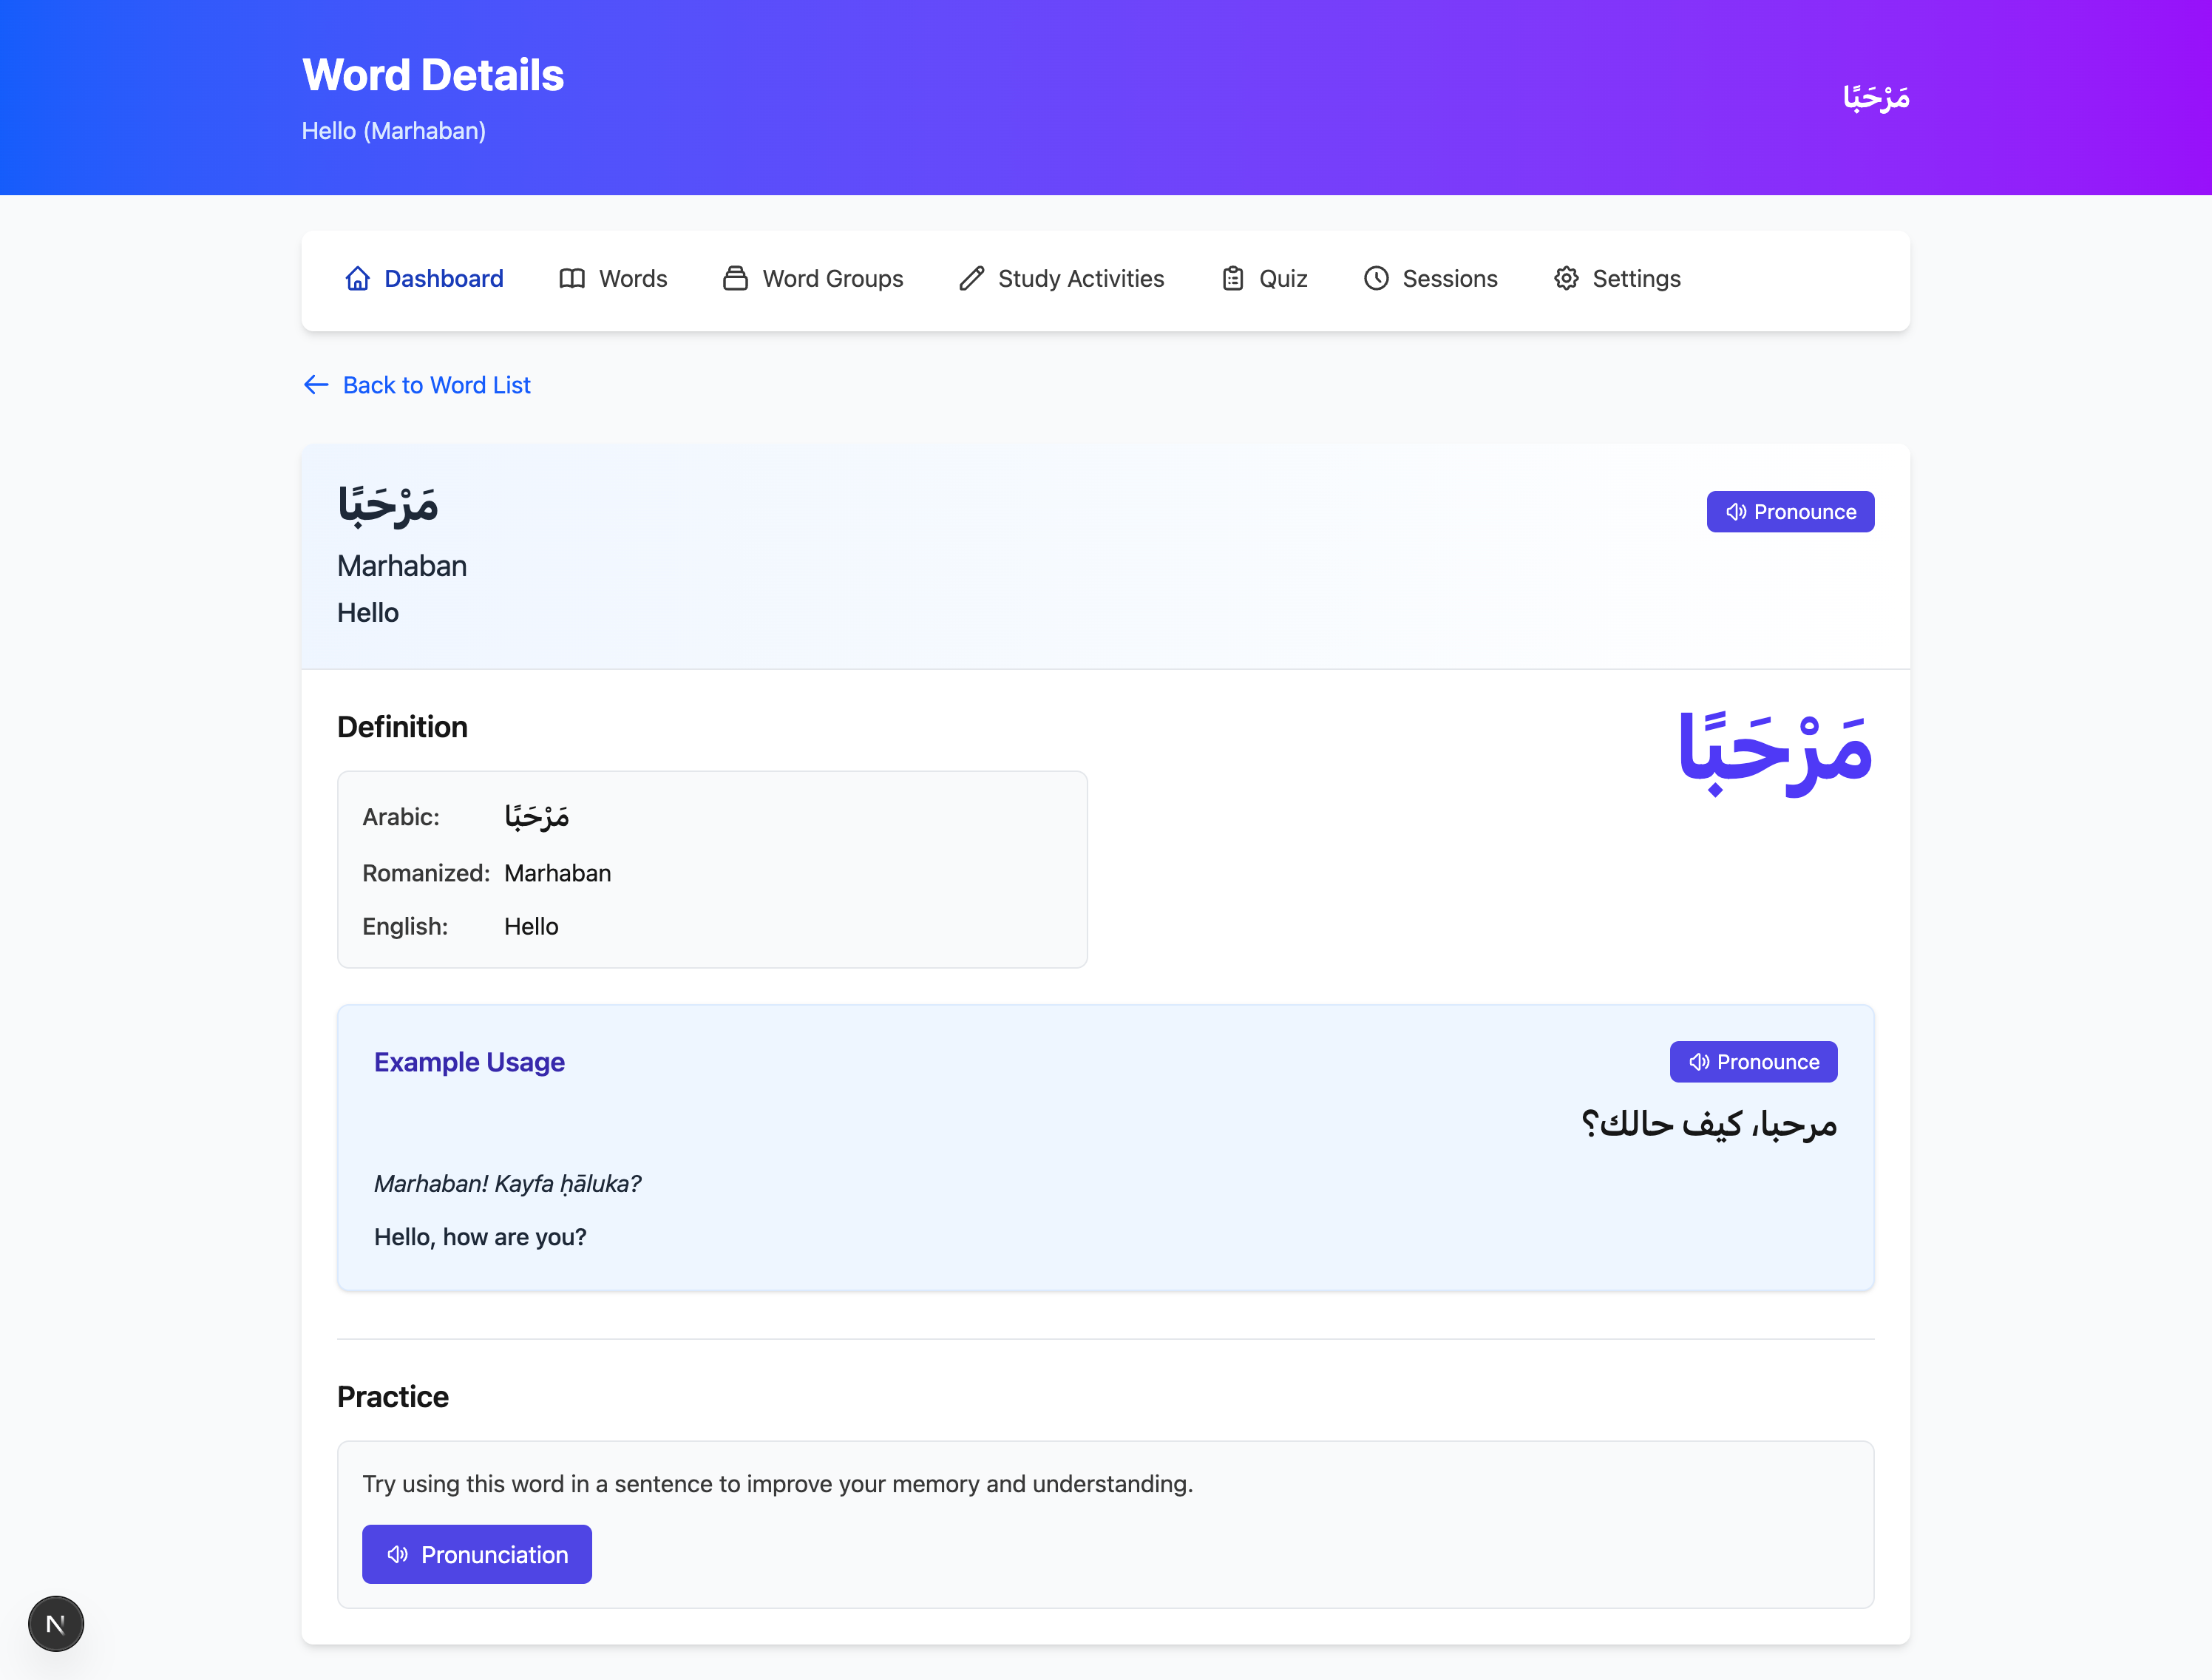 Word Details
Hello (Marhaban)
مَرْحَبًا
Dashboard Words Word Groups Study Activities Quiz Sessions Settings
Back to Word List
مَرْحَبًا
Pronounce
Marhaban
Hello
Definition
مَرْحَبًا
Arabic: مَرْحَبًا
Romanized: Marhaban
English: Hello
Example Usage
Pronounce
مرحبا، كيف حالك؟
Marhaban! Kayfa ḥāluka?
Hello, how are you?
Practice
Try using this word in a sentence to improve your memory and understanding.
Pronunciation
N